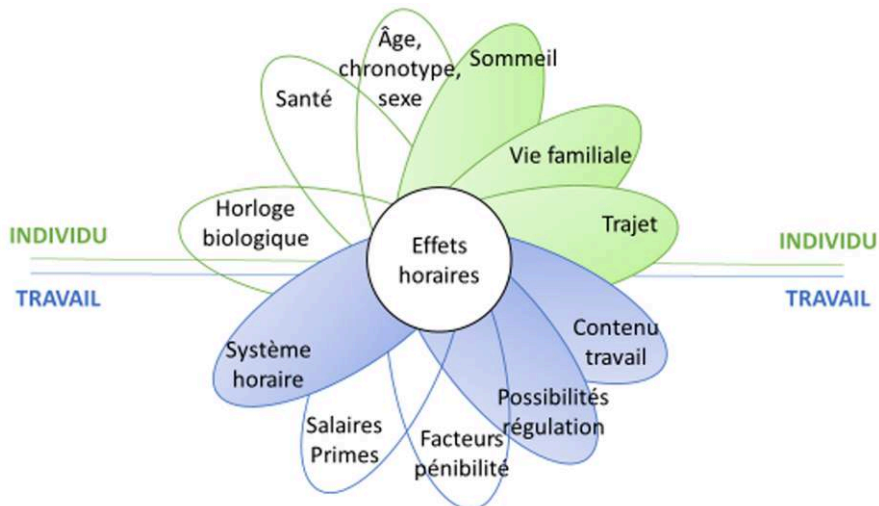 Âge,
chronotype,
sexe
Sommeil
Santé
Vie familiale
Horloge
biologique
Trajet
INDIVIDU
INDIVIDU
Effets
horaires
TRAVAIL
TRAVAIL
Système
horaire
Contenu
travail
Possibilités
régulation
Salaires
Primes
Facteurs
pénibilité